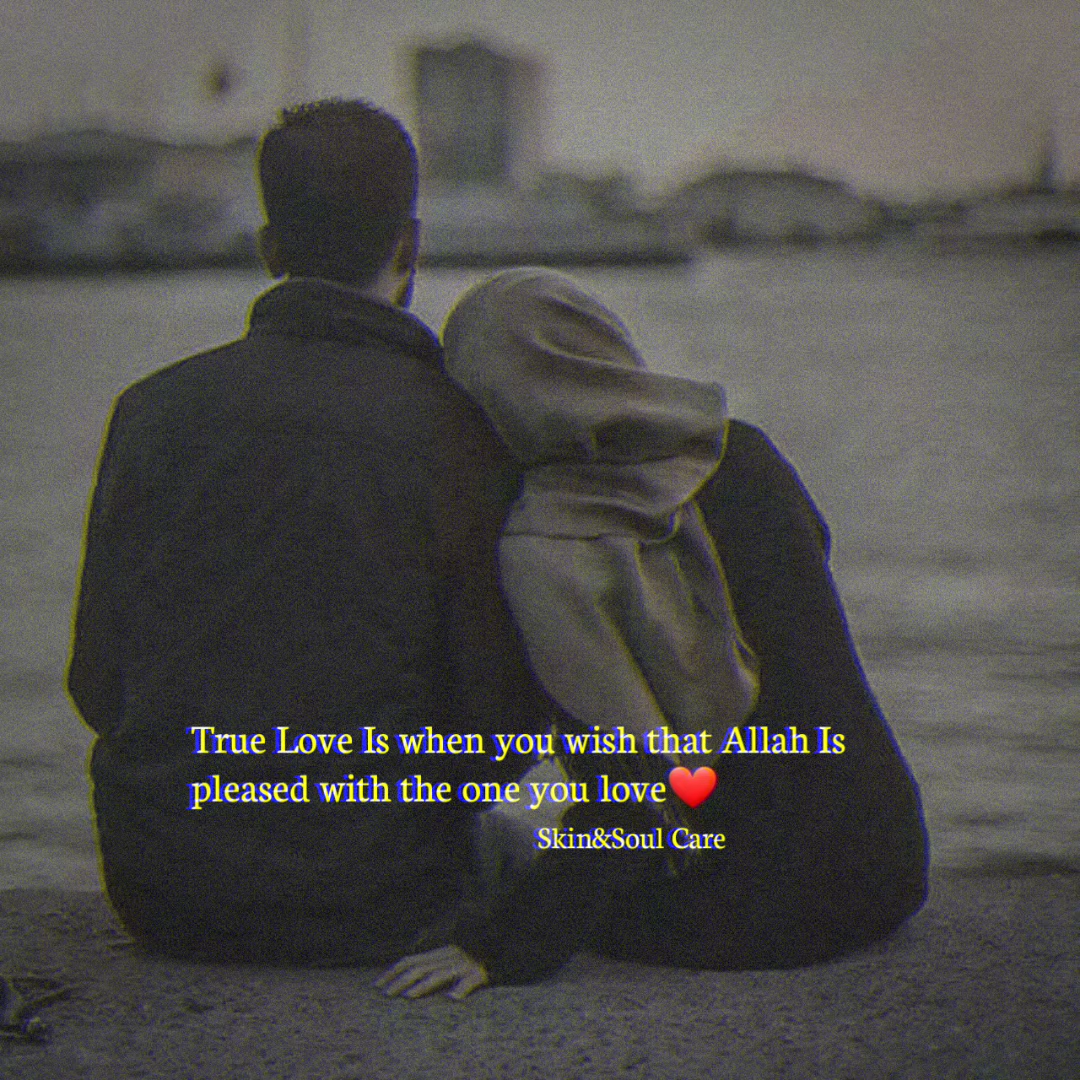 True Love Is when you wish that Allah Is
pleased with the one you love❤️
Skin&Soul Care